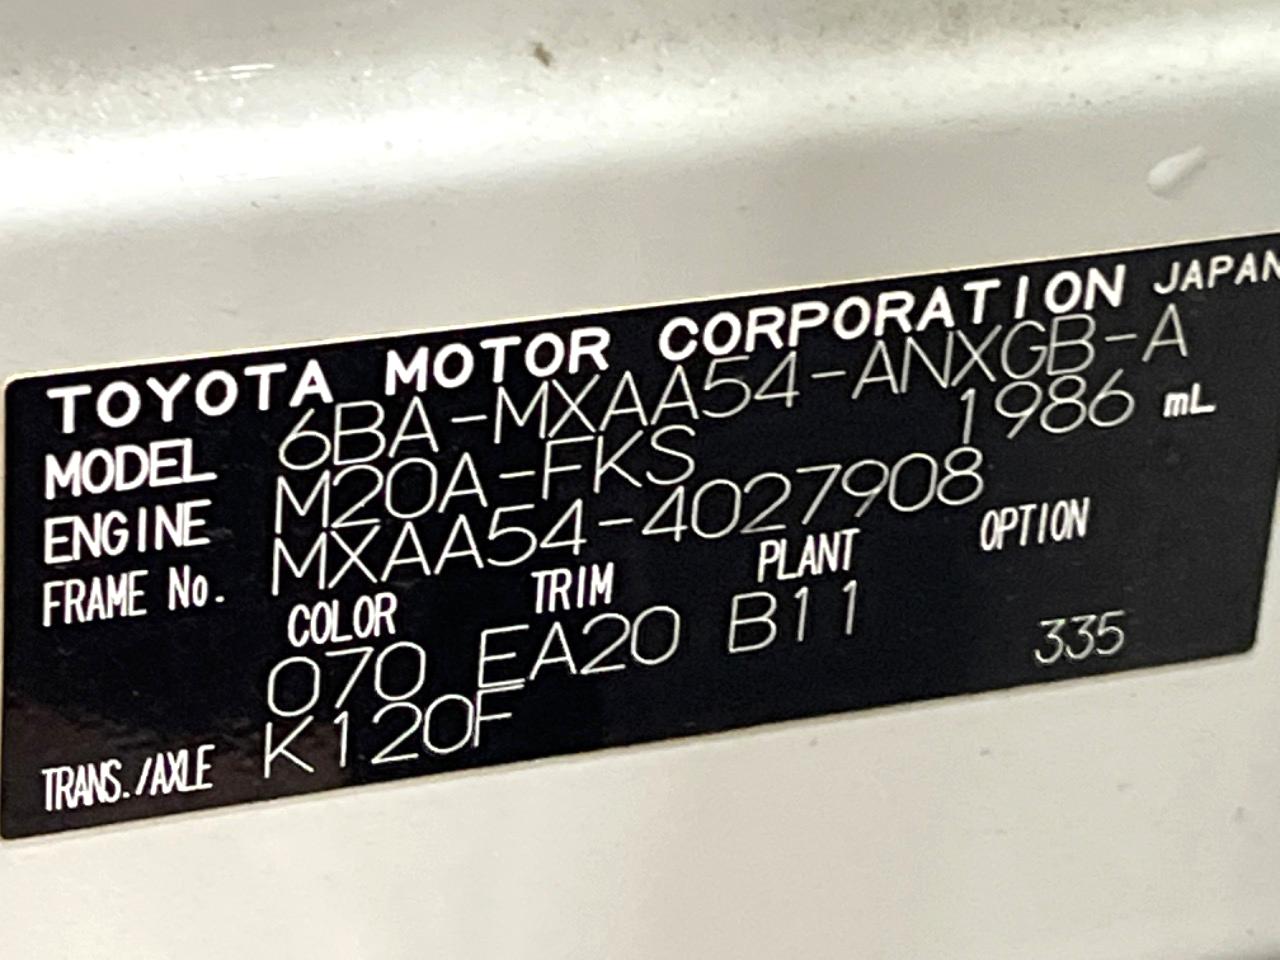 TOYOTA MOTOR CORPORATION JAPAN
MODEL 6BA-MXAA54-ANXGB-A
ENGINE M20A-FKS 1986 mL
FRAME No. MXAA54-4027908
COLOR TRIM PLANT OPTION
070 EA20 B11 335
TRANS./AXLE K120F